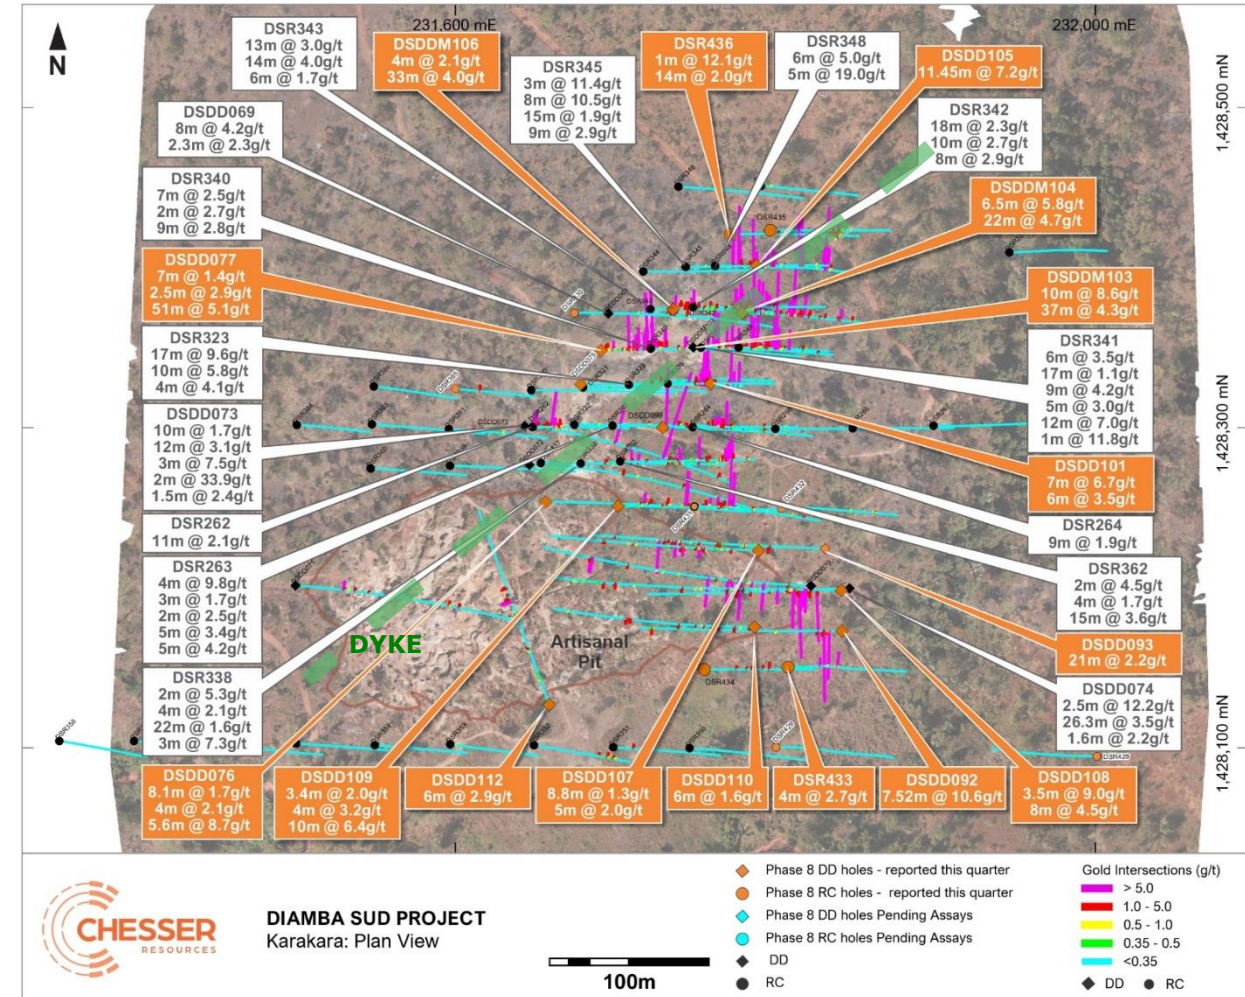 231,600 mE
232,000 mE
N
1,428,500 mN
1,428,300 mN
1,428,100 mN
DSR343
13m @ 3.0g/t
14m @ 4.0g/t
6m @ 1.7g/t
DSDDM106
4m @ 2.1g/t
33m @ 4.0g/t
DSR345
3m @ 11.4g/t
8m @ 10.5g/t
15m @ 1.9g/t
9m @ 2.9g/t
DSR436
1m @ 12.1g/t
14m @ 2.0g/t
DSR348
6m @ 5.0g/t
5m @ 19.0g/t
DSDD105
11.45m @ 7.2g/t
DSDD069
8m @ 4.2g/t
2.3m @ 2.3g/t
DSR342
18m @ 2.3g/t
10m @ 2.7g/t
8m @ 2.9g/t
DSR340
7m @ 2.5g/t
2m @ 2.7g/t
9m @ 2.8g/t
DSDDM104
6.5m @ 5.8g/t
22m @ 4.7g/t
DSDD077
7m @ 1.4g/t
2.5m @ 2.9g/t
51m @ 5.1g/t
DSDDM103
10m @ 8.6g/t
37m @ 4.3g/t
DSR323
17m @ 9.6g/t
10m @ 5.8g/t
4m @ 4.1g/t
DSR341
6m @ 3.5g/t
17m @ 1.1g/t
9m @ 4.2g/t
5m @ 3.0g/t
12m @ 7.0g/t
1m @ 11.8g/t
DSDD073
10m @ 1.7g/t
12m @ 3.1g/t
3m @ 7.5g/t
2m @ 33.9g/t
1.5m @ 2.4g/t
DSDD101
7m @ 6.7g/t
6m @ 3.5g/t
DSR262
11m @ 2.1g/t
DSR264
9m @ 1.9g/t
DSR263
4m @ 9.8g/t
3m @ 1.7g/t
2m @ 2.5g/t
5m @ 3.4g/t
5m @ 4.2g/t
DSR362
2m @ 4.5g/t
4m @ 1.7g/t
15m @ 3.6g/t
DSDD093
21m @ 2.2g/t
DSR338
2m @ 5.3g/t
4m @ 2.1g/t
22m @ 1.6g/t
3m @ 7.3g/t
DSDD074
2.5m @ 12.2g/t
26.3m @ 3.5g/t
1.6m @ 2.2g/t
DYKE
Artisanal
Pit
DSR435
DSDD099
DSR434
DSR432
DSR431
DSR428
DSDD076
8.1m @ 1.7g/t
4m @ 2.1g/t
5.6m @ 8.7g/t
DSDD109
3.4m @ 2.0g/t
4m @ 3.2g/t
10m @ 6.4g/t
DSDD112
6m @ 2.9g/t
DSDD107
8.8m @ 1.3g/t
5m @ 2.0g/t
DSDD110
6m @ 1.6g/t
DSR433
4m @ 2.7g/t
DSDD092
7.52m @ 10.6g/t
DSDD108
3.5m @ 9.0g/t
8m @ 4.5g/t
CHESSER
RESOURCES
DIAMBA SUD PROJECT
Karakara: Plan View
100m
Phase 8 DD holes - reported this quarter
Phase 8 RC holes - reported this quarter
Phase 8 DD holes Pending Assays
Phase 8 RC holes Pending Assays
DD
RC
Gold Intersections (g/t)
> 5.0
1.0 - 5.0
0.5 - 1.0
0.35 - 0.5
<0.35
DD RC